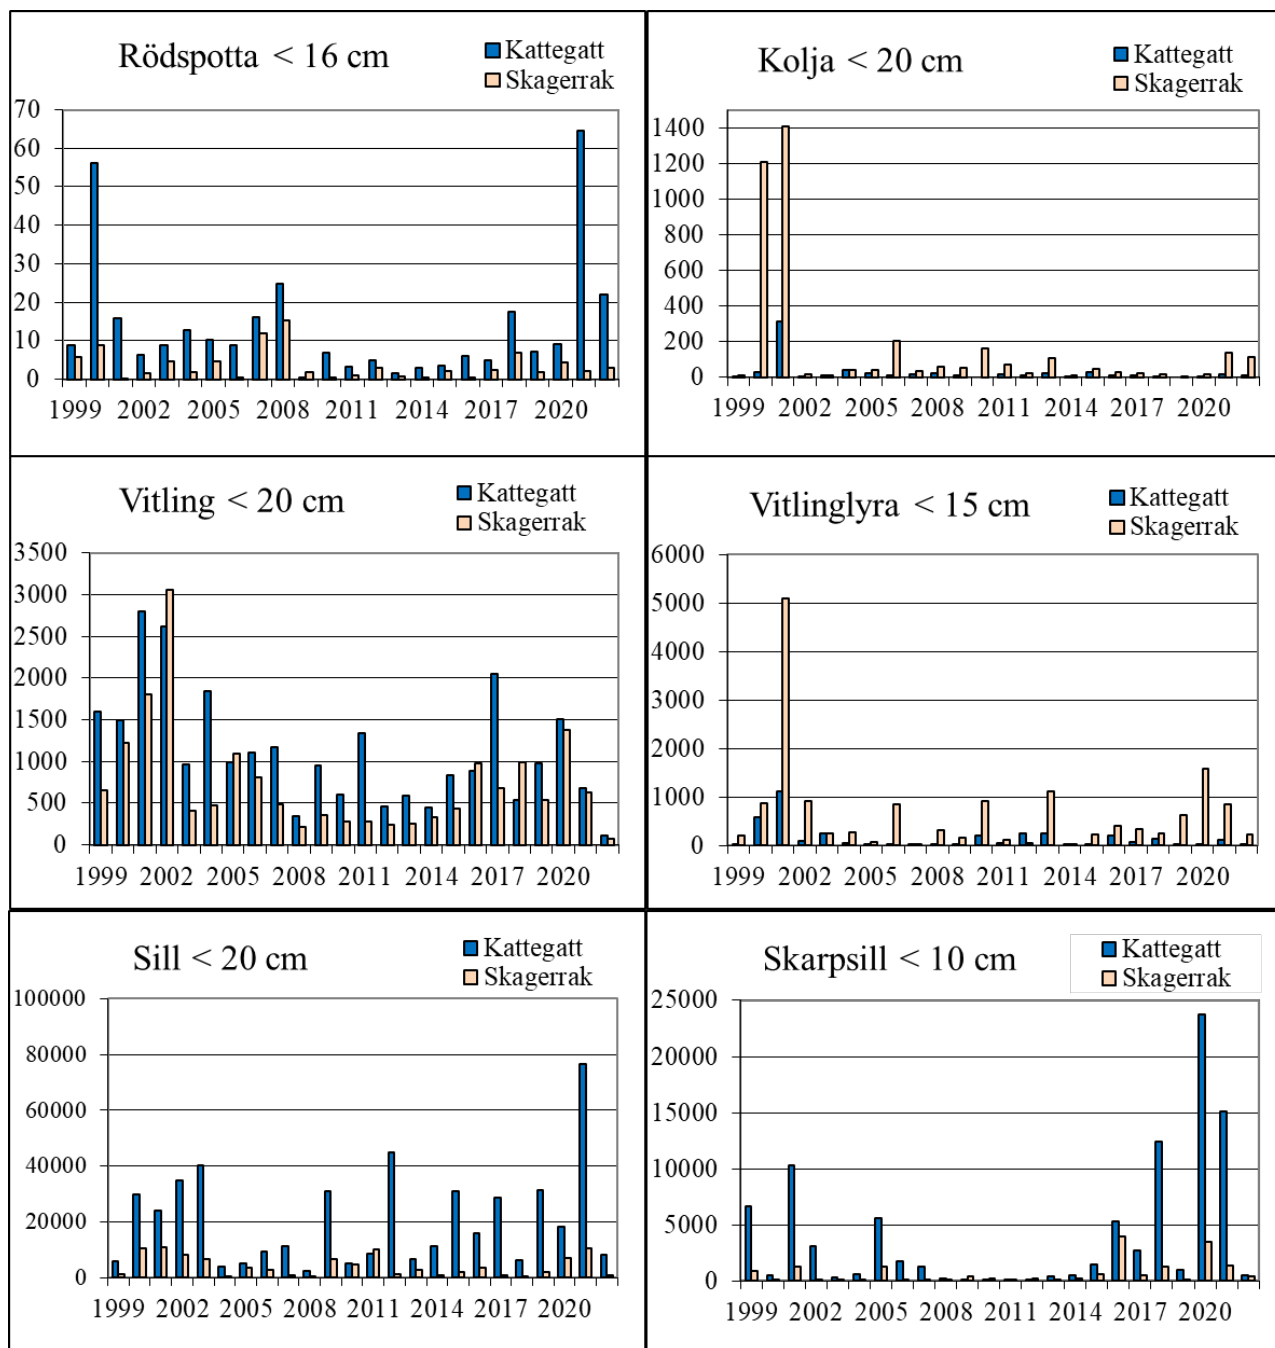 Rödspotta < 16 cm
Kattegatt
Skagerrak
70
60
50
40
30
20
10
0
1999 2002 2005 2008 2011 2014 2017 2020
Kolja < 20 cm
Kattegatt
Skagerrak
1400
1200
1000
800
600
400
200
0
1999 2002 2005 2008 2011 2014 2017 2020
Vitling < 20 cm
Kattegatt
Skagerrak
3500
3000
2500
2000
1500
1000
500
0
1999 2002 2005 2008 2011 2014 2017 2020
Vitlinglyra < 15 cm
Kattegatt
Skagerrak
6000
5000
4000
3000
2000
1000
0
1999 2002 2005 2008 2011 2014 2017 2020
Sill < 20 cm
Kattegatt
Skagerrak
100000
80000
60000
40000
20000
0
1999 2002 2005 2008 2011 2014 2017 2020
Skarpsill < 10 cm
Kattegatt
Skagerrak
25000
20000
15000
10000
5000
0
1999 2002 2005 2008 2011 2014 2017 2020